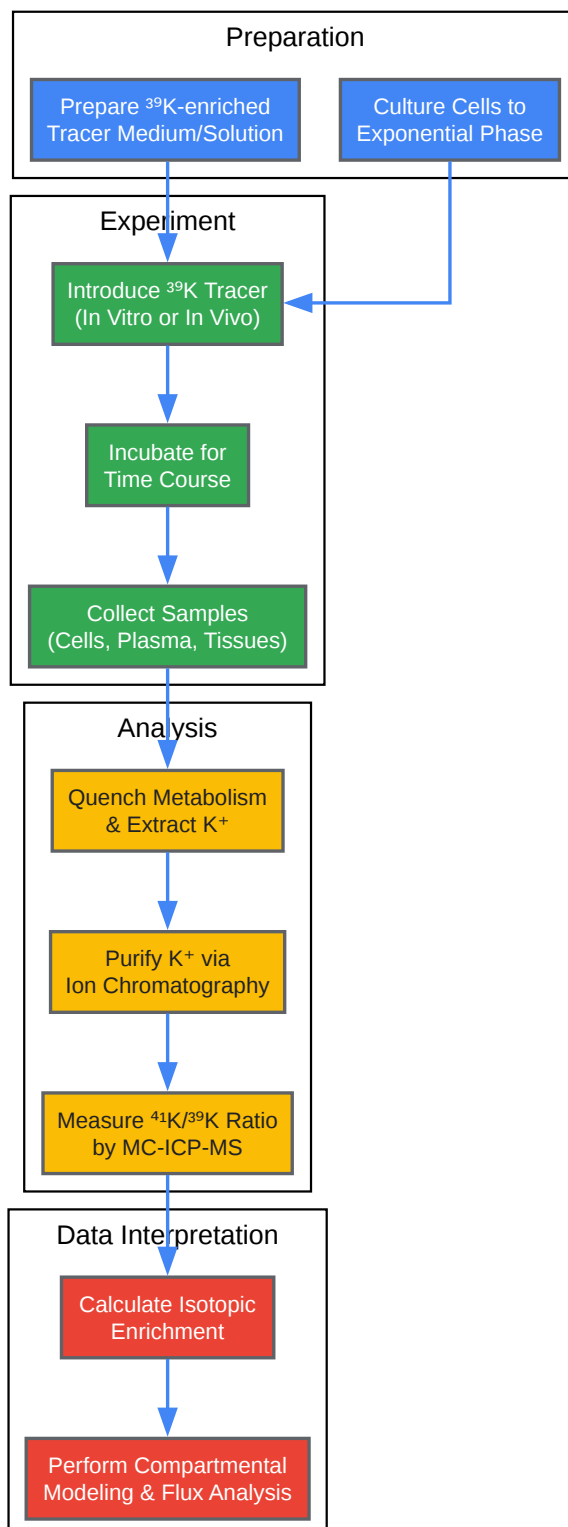 Preparation
Prepare ³⁹K-enriched
Tracer Medium/Solution
Culture Cells to
Exponential Phase
Experiment
Introduce ³⁹K Tracer
(In Vitro or In Vivo)
Incubate for
Time Course
Collect Samples
(Cells, Plasma, Tissues)
Analysis
Quench Metabolism
& Extract K⁺
Purify K⁺ via
Ion Chromatography
Measure ⁴¹K/³⁹K Ratio
by MC-ICP-MS
Data Interpretation
Calculate Isotopic
Enrichment
Perform Compartmental
Modeling & Flux Analysis